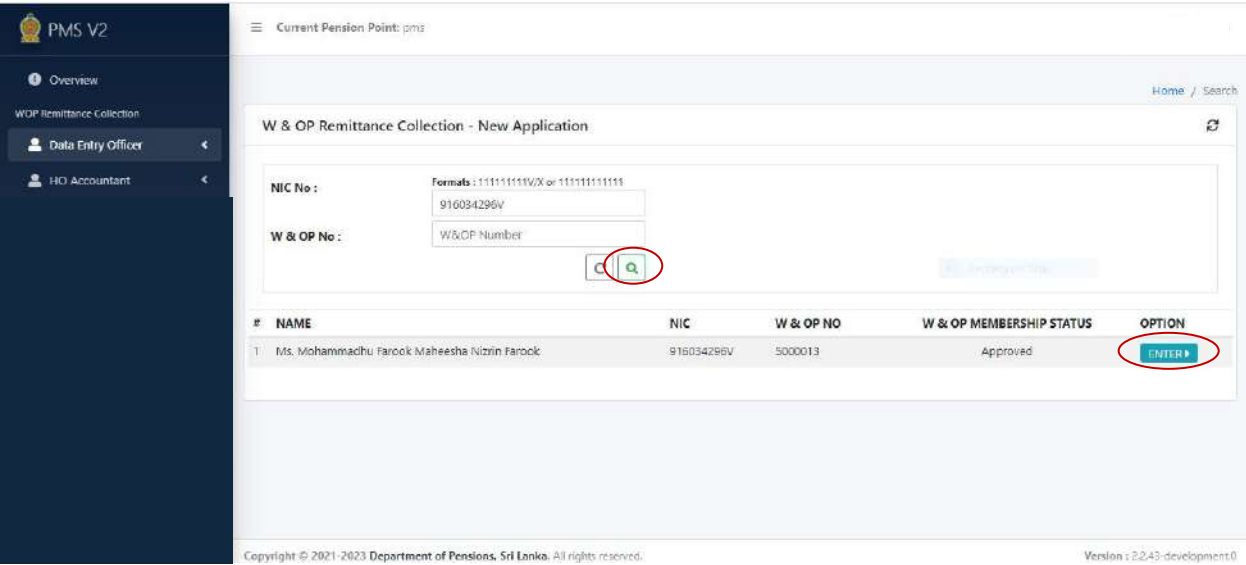 PMS V2
Current Pension Point: pms
Overview
Home / Search
WOP Remittance Collection
W & OP Remittance Collection - New Application
Data Entry Officer
HO Accountant
NIC No :
Formats : 111111111V/X or 111111111111
916034296V
W & OP No :
W&OP Number
# NAME NIC W & OP NO W & OP MEMBERSHIP STATUS OPTION
1 Ms. Mohammadhu Farook Maheesha Nizrin Farook 916034296V 5000013 Approved ENTER
Copyright © 2021-2023 Department of Pensions, Sri Lanka. All rights reserved. Version : 2.2.43-development.0